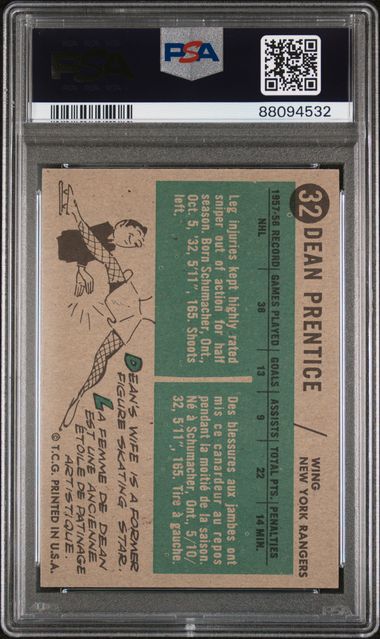 PSA
PSA
88094532
32 DEAN PRENTICE / WING
NEW YORK RANGERS
1957-58 RECORD GAMES PLAYED GOALS ASSISTS TOTAL PTS. PENALTIES
NHL 38 13 9 22 14 MIN.
Leg injuries kept highly rated
sniper out of action for half
season. Born Schumacher, Ont.,
Oct. 5, '32, 5'11", 165. Shoots
left.
Des blessures aux jambes ont
mis ce canardeur au repos
pendant la moitié de la saison.
Né à Schumacher, Ont., 5/10/
32, 5'11", 165. Tire à gauche.
DEAN'S WIFE IS A FORMER
FIGURE SKATING STAR.
LA FEMME DE DEAN
EST UNE ANCIENNE
ETOILE DE PATINAGE
ARTISTIQUE.
© T.C.G. PRINTED IN U.S.A.